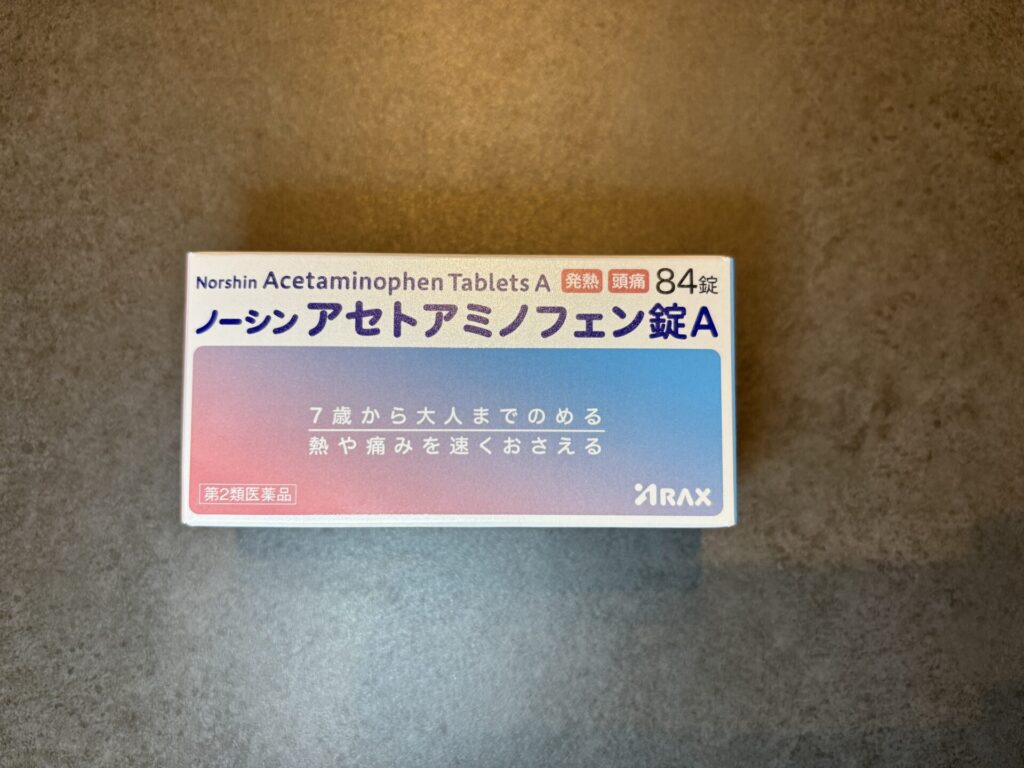 Norshin Acetaminophen Tablets A 発熱 頭痛 84錠
ノーシン アセトアミノフェン錠A
7歳から大人までのめる
熱や痛みを速くおさえる
第2類医薬品
ARAX